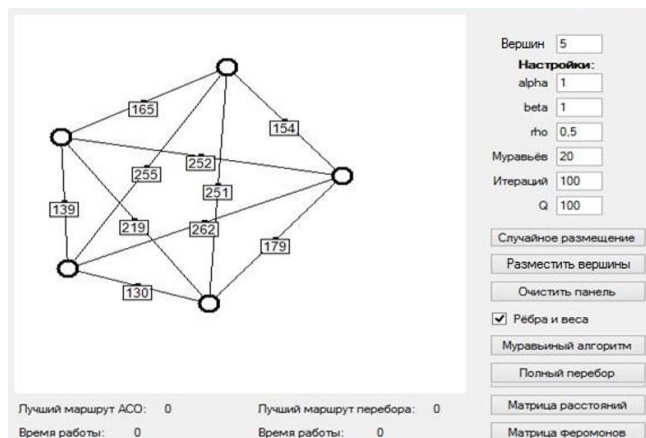 165
154
252
255
251
139
219
262
179
130
Вершин 5
Настройки:
alpha 1
beta 1
rho 0,5
Муравьёв 20
Итераций 100
Q 100
Случайное размещение
Разместить вершины
Очистить панель
Рёбра и веса
Муравьиный алгоритм
Полный перебор
Матрица расстояний
Матрица феромонов
Лучший маршрут ACO: 0
Лучший маршрут перебора: 0
Время работы: 0
Время работы: 0